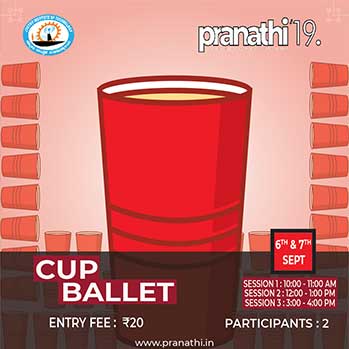 pranathi'19.
6TH & 7TH
SEPT
CUP
BALLET
SESSION 1 : 10:00 - 11:00 AM
SESSION 2 : 12:00 - 1:00 PM
SESSION 3 : 3:00 - 4:00 PM
ENTRY FEE : ₹20
PARTICIPANTS : 2
www.pranathi.in